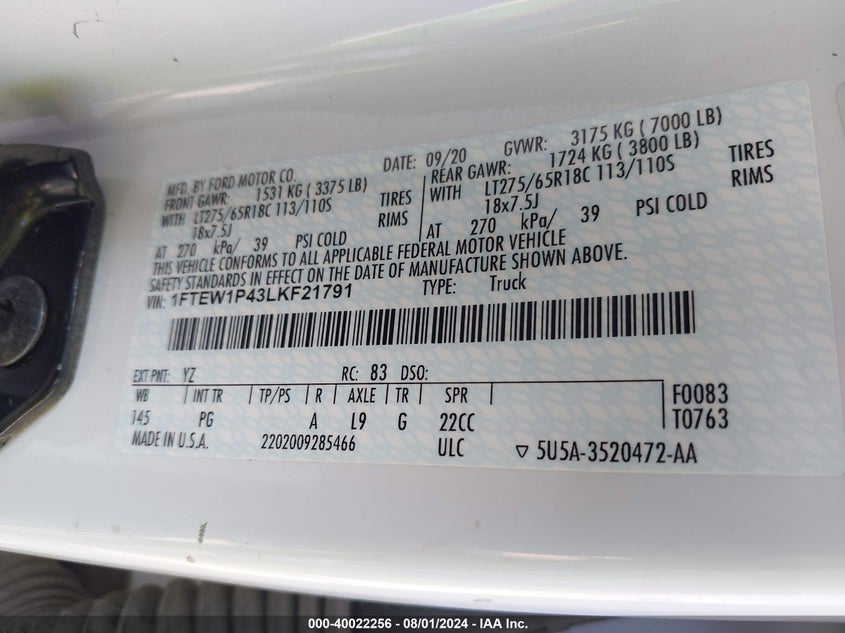 MFD. BY FORD MOTOR CO.
DATE: 09/20 GVWR: 3175 KG ( 7000 LB)
FRONT GAWR: 1531 KG ( 3375 LB) REAR GAWR: 1724 KG ( 3800 LB)
WITH LT275/65R18C 113/110S TIRES WITH LT275/65R18C 113/110S TIRES
18x7.5J RIMS 18x7.5J RIMS
AT 270 kPa/ 39 PSI COLD AT 270 kPa/ 39 PSI COLD
THIS VEHICLE CONFORMS TO ALL APPLICABLE FEDERAL MOTOR VEHICLE
SAFETY STANDARDS IN EFFECT ON THE DATE OF MANUFACTURE SHOWN ABOVE.
VIN: 1FTEW1P43LKF21791 TYPE: Truck
EXT PNT: YZ RC: 83 DSO:
WB INT TR TP/PS R AXLE TR SPR F0083
145 PG A L9 G 22CC T0763
MADE IN U.S.A. 2202009285466 ULC ▽ 5U5A-3520472-AA
000-40022256 - 08/01/2024 - IAA Inc.